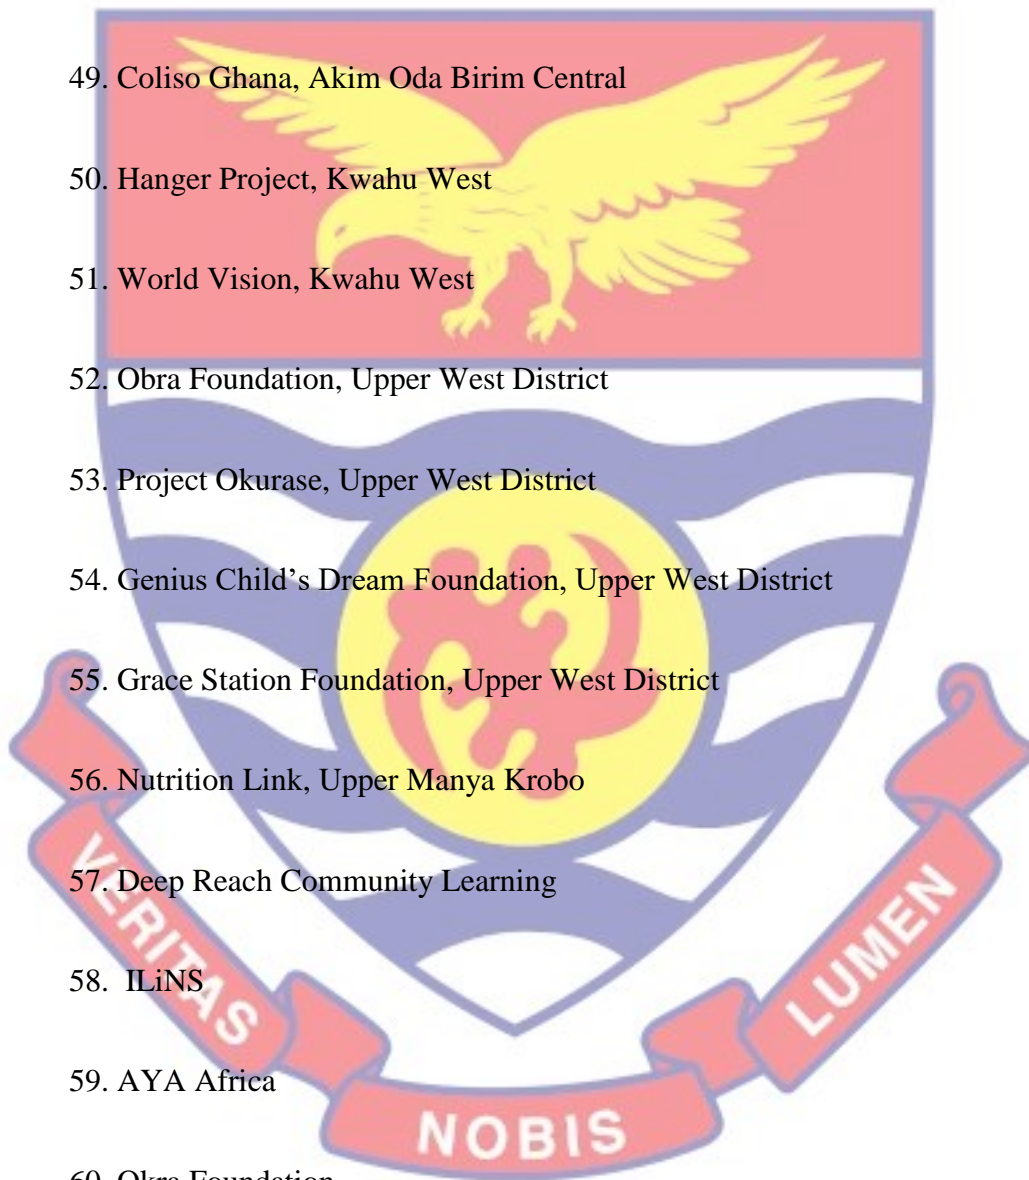 49. Coliso Ghana, Akim Oda Birim Central
50. Hanger Project, Kwahu West
51. World Vision, Kwahu West
52. Obra Foundation, Upper West District
53. Project Okurase, Upper West District
54. Genius Child’s Dream Foundation, Upper West District
55. Grace Station Foundation, Upper West District
56. Nutrition Link, Upper Manya Krobo
57. Deep Reach Community Learning
58. ILiNS
59. AYA Africa
60. Okra Foundation
VERITAS
NOBIS
LUMEN